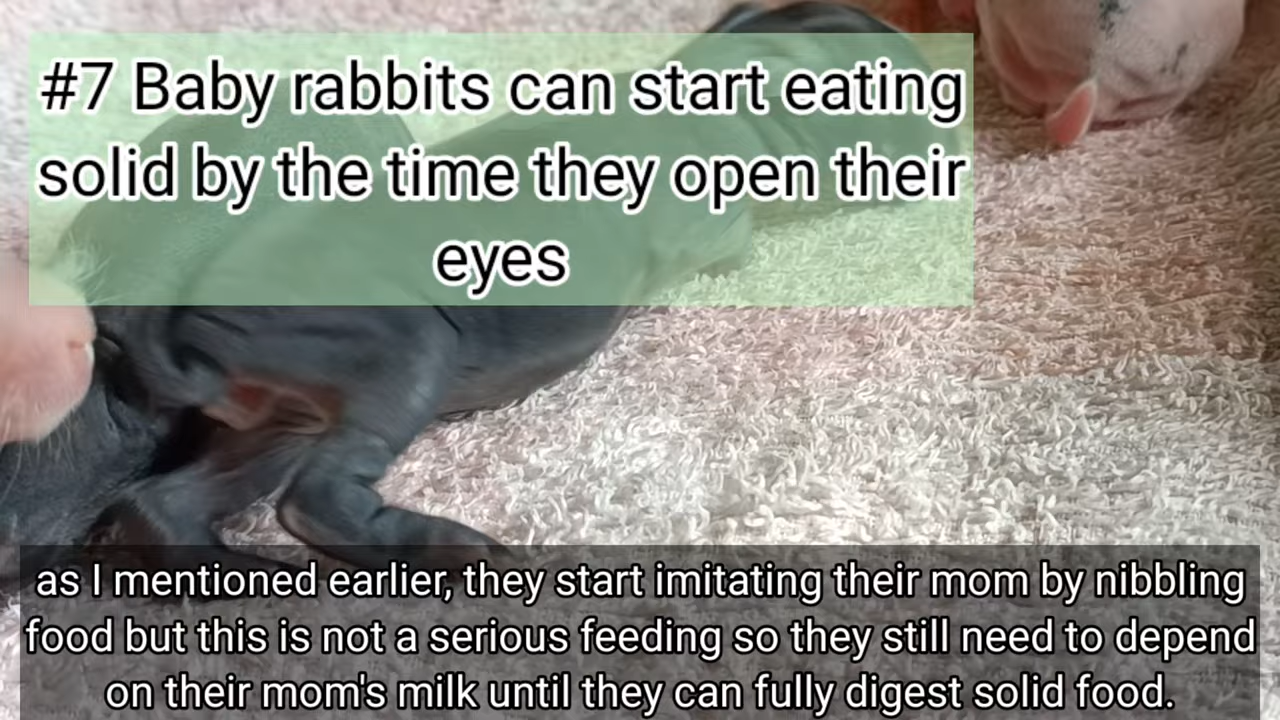 #7 Baby rabbits can start eating
solid by the time they open their
eyes
as I mentioned earlier, they start imitating their mom by nibbling
food but this is not a serious feeding so they still need to depend
on their mom's milk until they can fully digest solid food.